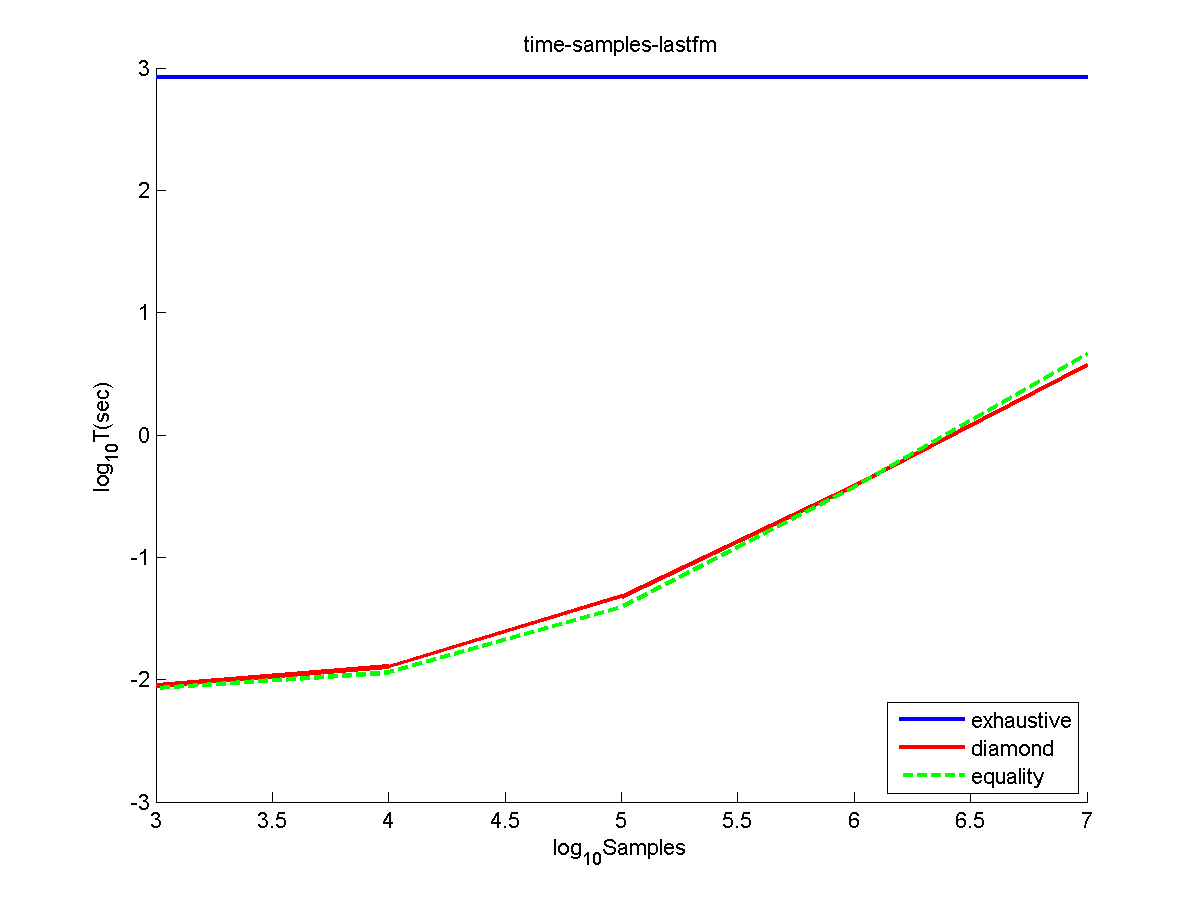 time-samples-lastfm
3
2
1
0
-1
-2
-3
log10T(sec)
3 3.5 4 4.5 5 5.5 6 6.5 7
log10Samples
exhaustive
diamond
equality